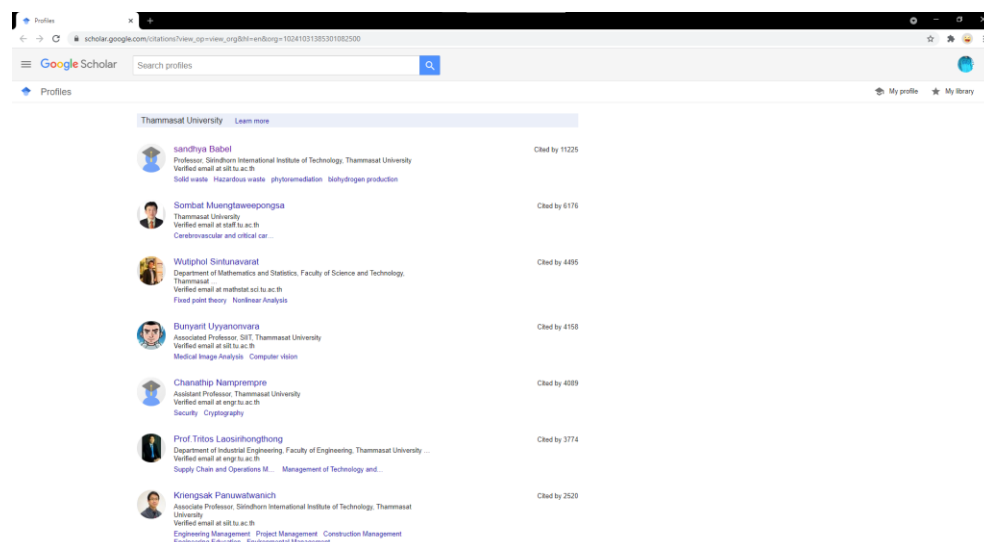 Profiles
scholar.google.com/citations?view_op=view_org&hl=en&org=10241031385301082500
Google Scholar
Search profiles
Profiles
My profile
My library
Thammasat University Learn more
sandhya Babel
Cited by 11225
Professor, Sirindhorn International Institute of Technology, Thammasat University
Verified email at siit.tu.ac.th
Solid waste Hazardous waste phytoremediation biohydrogen production
Sombat Muengtaweepongsa
Cited by 6176
Thammasat University
Verified email at staff.tu.ac.th
Cerebrovascular and critical car...
Wutiphol Sintunavarat
Cited by 4495
Department of Mathematics and Statistics, Faculty of Science and Technology,
Thammasat ...
Verified email at mathstat.sci.tu.ac.th
Fixed point theory Nonlinear Analysis
Bunyarit Uyyanonvara
Cited by 4158
Associated Professor, SIIT, Thammasat University
Verified email at siit.tu.ac.th
Medical Image Analysis Computer vision
Chanathip Namprempre
Cited by 4089
Assistant Professor, Thammasat University
Verified email at engr.tu.ac.th
Security Cryptography
Prof.Tritos Laosirihongthong
Cited by 3774
Department of Industrial Engineering, Faculty of Engineering, Thammasat University ...
Verified email at engr.tu.ac.th
Supply Chain and Operations M... Management of Technology and...
Kriengsak Panuwatwanich
Cited by 2520
Associate Professor, Sirindhorn International Institute of Technology, Thammasat
University
Verified email at siit.tu.ac.th
Engineering Management Project Management Construction Management
Engineering Education Environmental Management